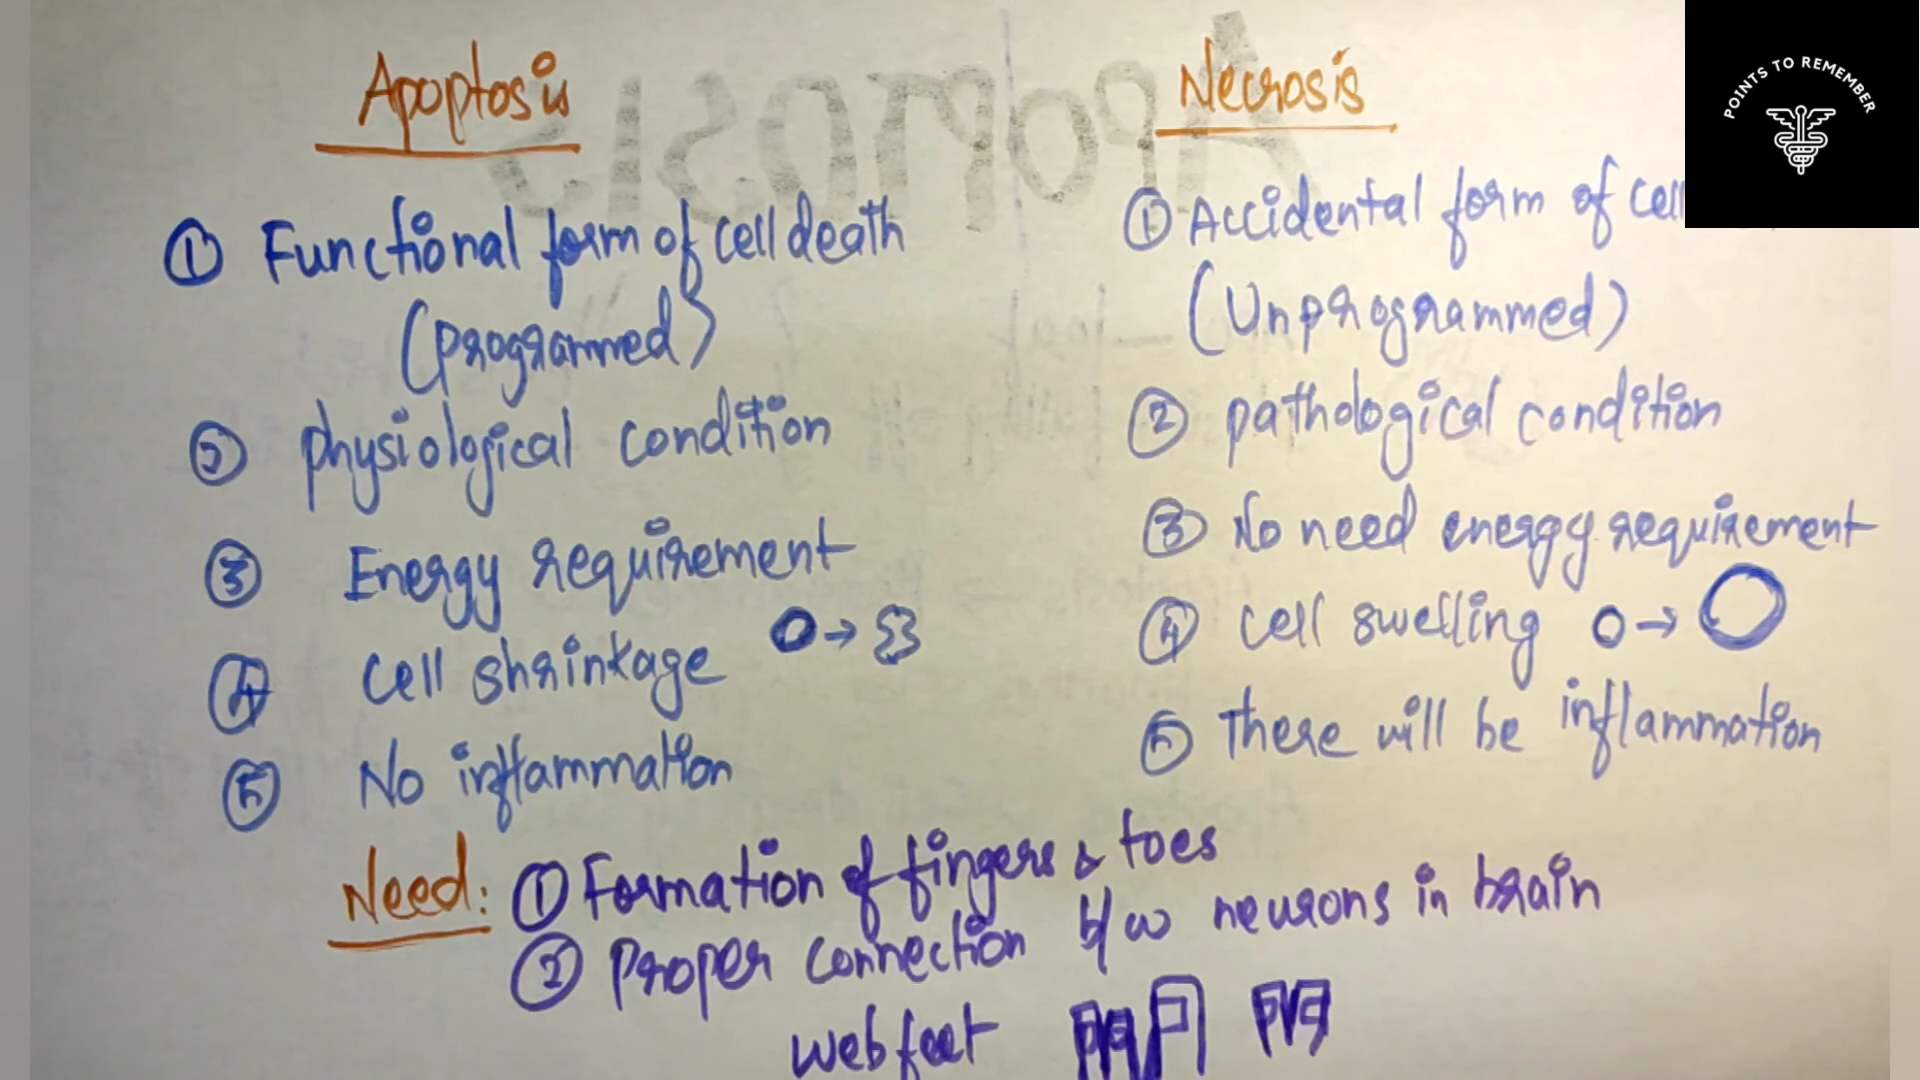 Apoptosis
① Functional form of cell death
(programmed)
② physiological condition
③ Energy requirement
④ cell shrinkage
⑤ No inflammation
Necrosis
① Accidental form of cell
(Unprogrammed)
② pathological condition
③ No need energy requirement
④ cell swelling
⑤ There will be inflammation
Need: ① Formation of fingers & toes
② Proper connection b/w neurons in brain
web feet
POINTS TO REMEMBER
APOPTOSIS